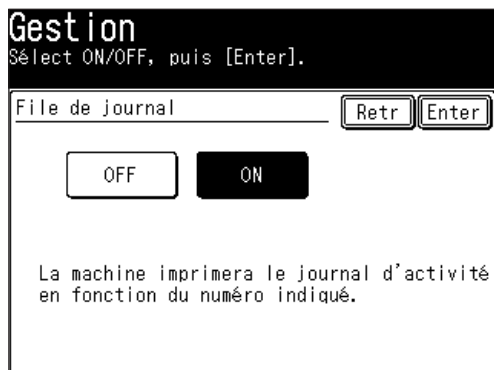 Gestion
Sélect ON/OFF, puis [Enter].
File de journal
Retr Enter
OFF ON
La machine imprimera le journal d'activité
en fonction du numéro indiqué.